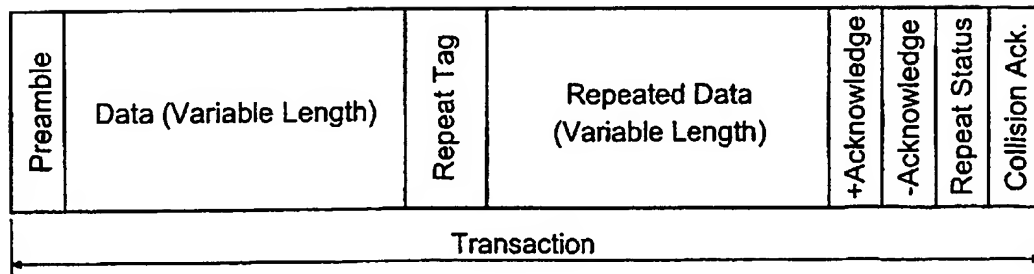 Preamble
Data (Variable Length)
Repeat Tag
Repeated Data
(Variable Length)
+Acknowledge
-Acknowledge
Repeat Status
Collision Ack.
Transaction